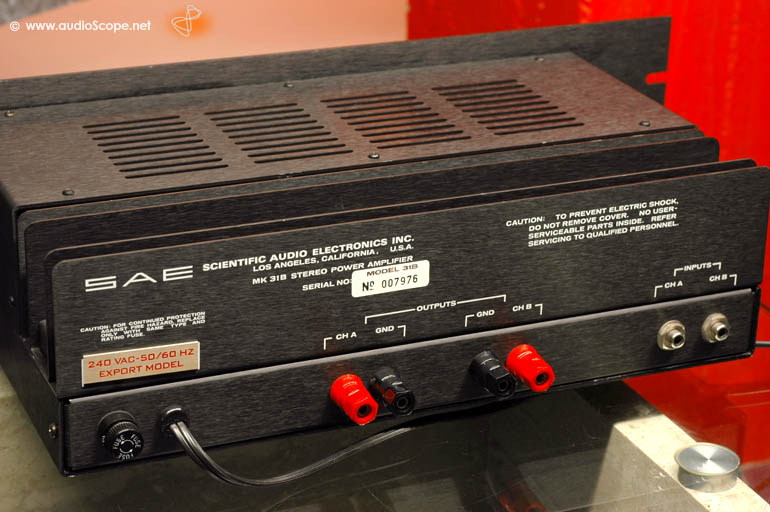 © www.audioScope.net
SAE
SCIENTIFIC AUDIO ELECTRONICS INC.
LOS ANGELES, CALIFORNIA, U.S.A.
MK 31B STEREO POWER AMPLIFIER
SERIAL NO.
MODEL 31B
Nº 007976
CAUTION: TO PREVENT ELECTRIC SHOCK,
DO NOT REMOVE COVER. NO USER-
SERVICEABLE PARTS INSIDE. REFER
SERVICING TO QUALIFIED PERSONNEL.
CAUTION: FOR CONTINUED PROTECTION
AGAINST FIRE HAZARD, REPLACE
ONLY WITH SAME TYPE AND
RATING FUSE.
240 VAC-50/60 HZ
EXPORT MODEL
OUTPUTS
CH A GND
GND CH B
INPUTS
CH A CH B
FUSE FUSE FUSE